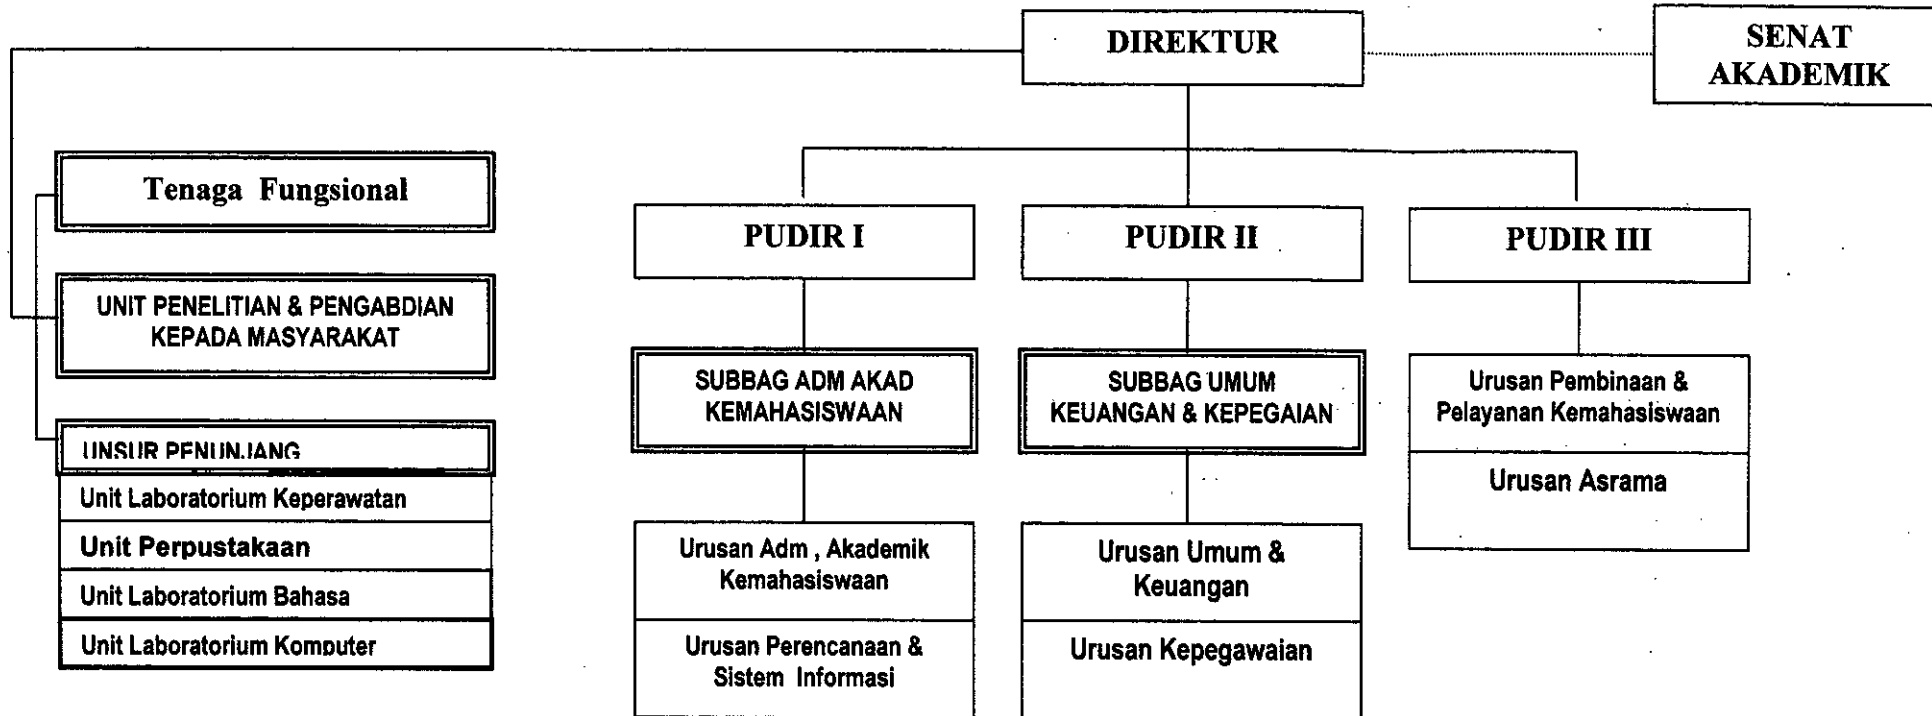 DIREKTUR
SENAT
AKADEMIK
Tenaga Fungsional
UNIT PENELITIAN & PENGABDIAN
KEPADA MASYARAKAT
UNSUR PENUNJANG
Unit Laboratorium Keperawatan
Unit Perpustakaan
Unit Laboratorium Bahasa
Unit Laboratorium Komputer
PUDIR I
SUBBAG ADM AKAD
KEMAHASISWAAN
Urusan Adm , Akademik
Kemahasiswaan
Urusan Perencanaan &
Sistem Informasi
PUDIR II
SUBBAG UMUM
KEUANGAN & KEPEGAIAN
Urusan Umum &
Keuangan
Urusan Kepegawaian
PUDIR III
Urusan Pembinaan &
Pelayanan Kemahasiswaan
Urusan Asrama